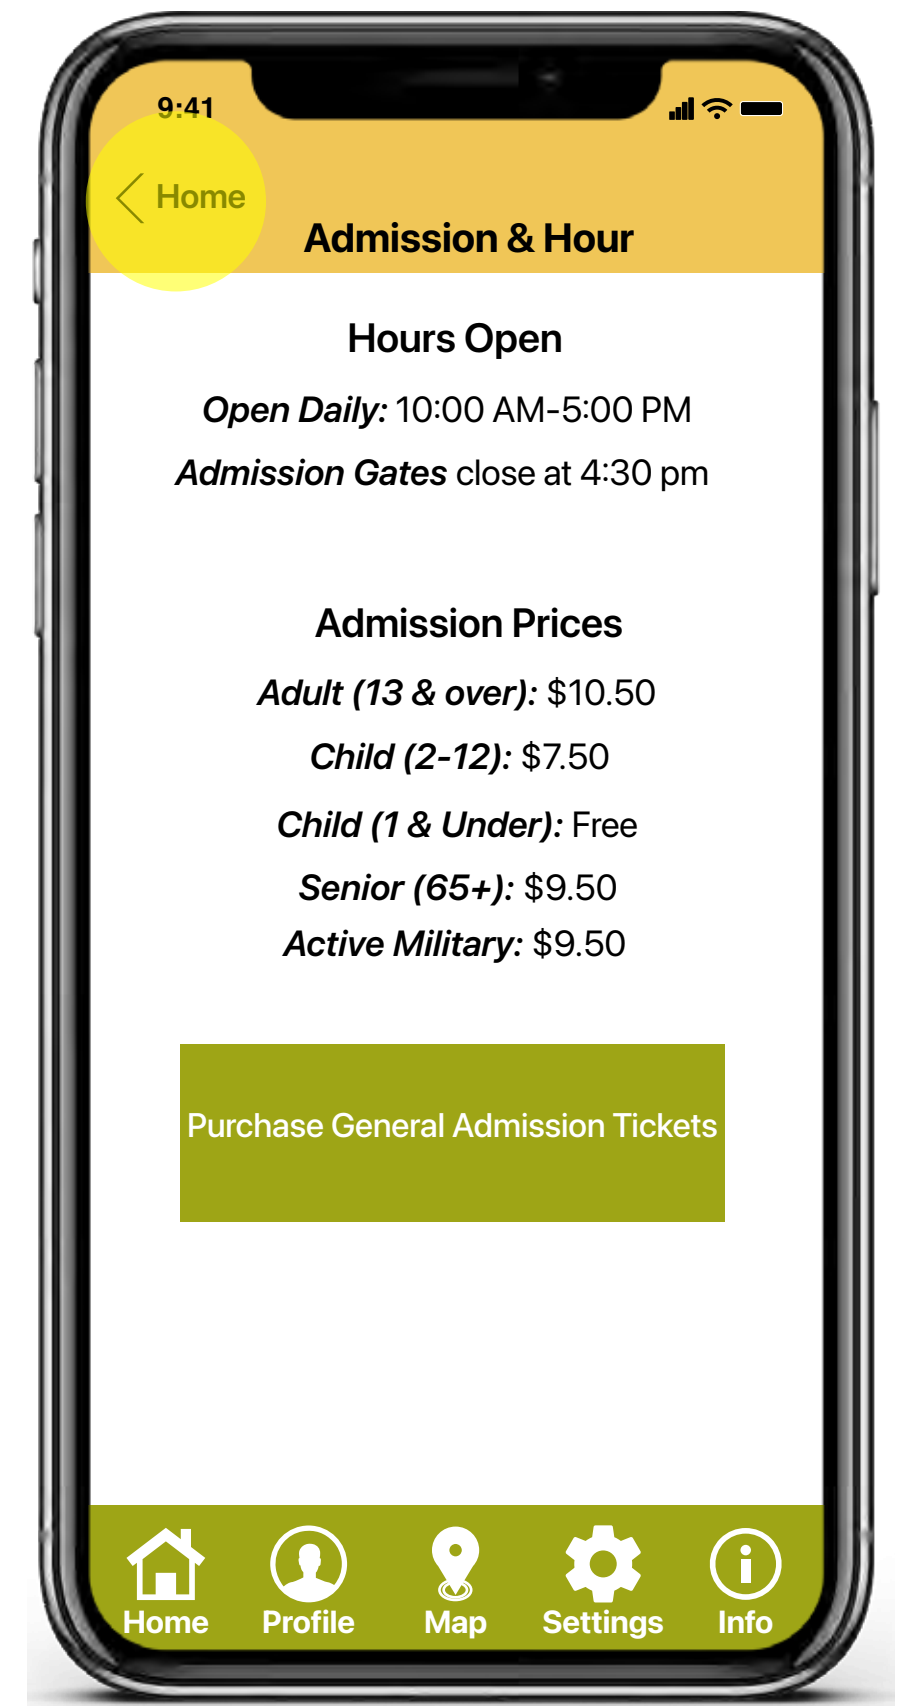 9:41
Home
Admission & Hour
Hours Open
Open Daily: 10:00 AM-5:00 PM
Admission Gates close at 4:30 pm
Admission Prices
Adult (13 & over): $10.50
Child (2-12): $7.50
Child (1 & Under): Free
Senior (65+): $9.50
Active Military: $9.50
Purchase General Admission Tickets
Home Profile Map Settings Info